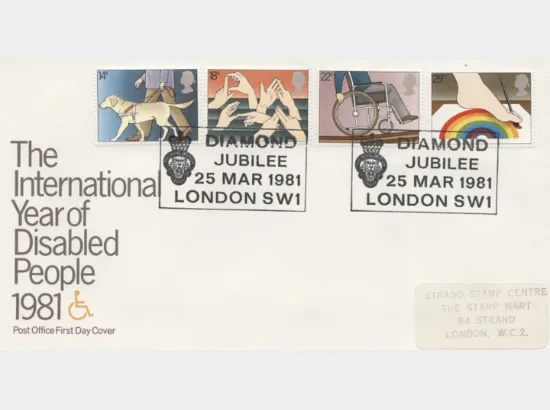 14P
18P
22P
25P
DIAMOND
JUBILEE
25 MAR 1981
LONDON SW1
DIAMOND
JUBILEE
25 MAR 1981
LONDON SW1
The
International
Year of
Disabled
People
1981
Post Office First Day Cover
STRAND STAMP CENTRE
THE STAMP MART
84 STRAND
LONDON, W.C.2.